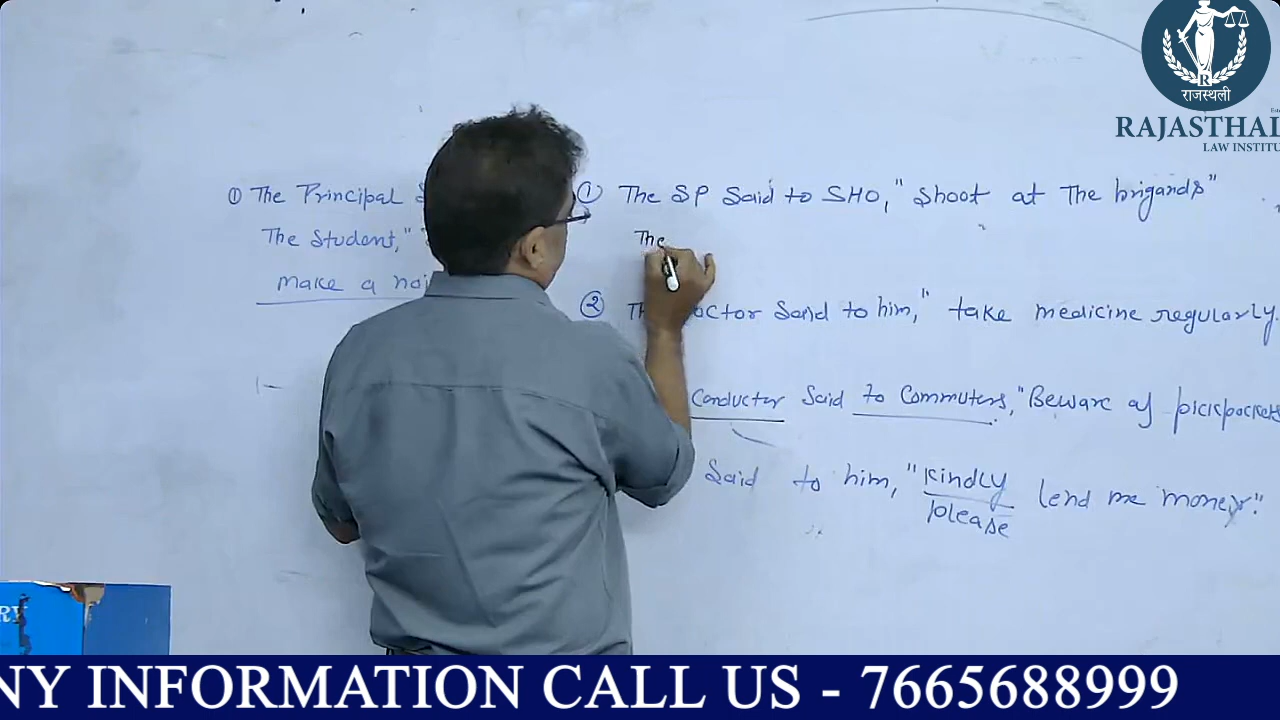 राजस्थली
RAJASTHAL
LAW INSTITU
① The Principal
The Student,"
make a noi
① The SP Said to SHO, "Shoot at The brigands"
The
② octor Said to him," take medicine regularly.
Conductor Said to Commuters, "Beware of pickpockets
Said to him, "Kindly lend me money."
please
RY
NY INFORMATION CALL US - 7665688999